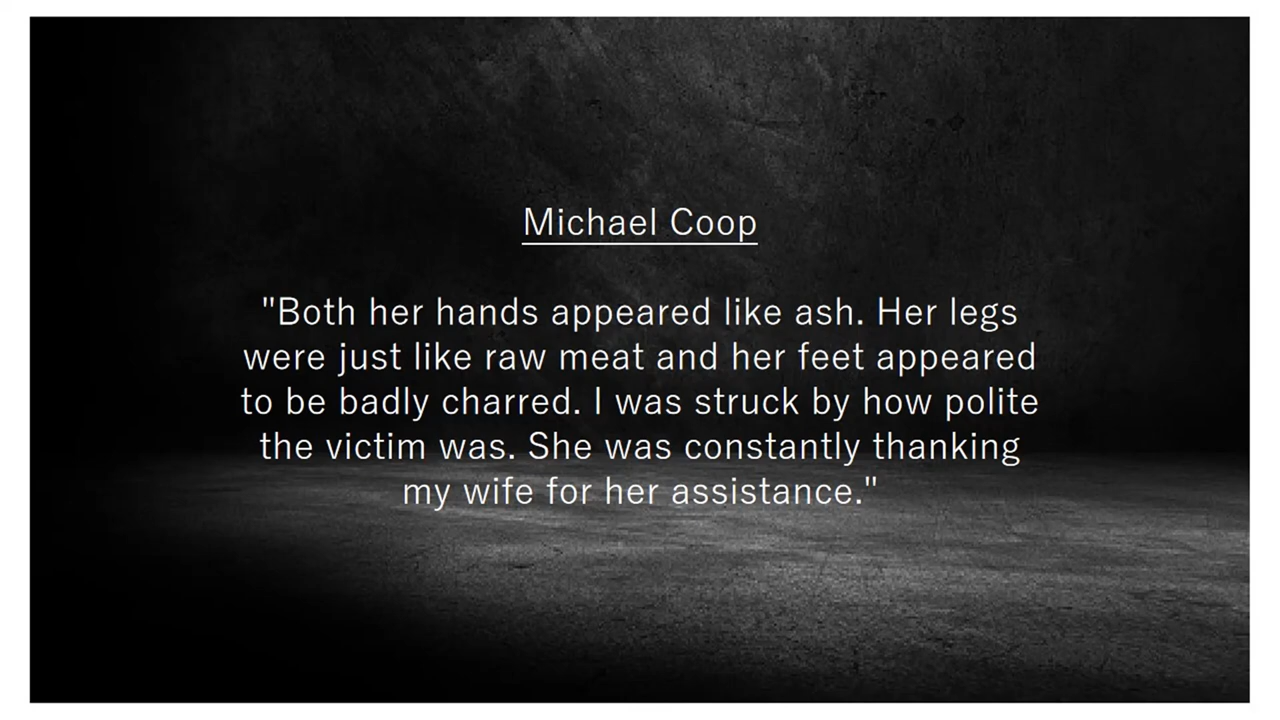 Michael Coop
"Both her hands appeared like ash. Her legs
were just like raw meat and her feet appeared
to be badly charred. I was struck by how polite
the victim was. She was constantly thanking
my wife for her assistance."